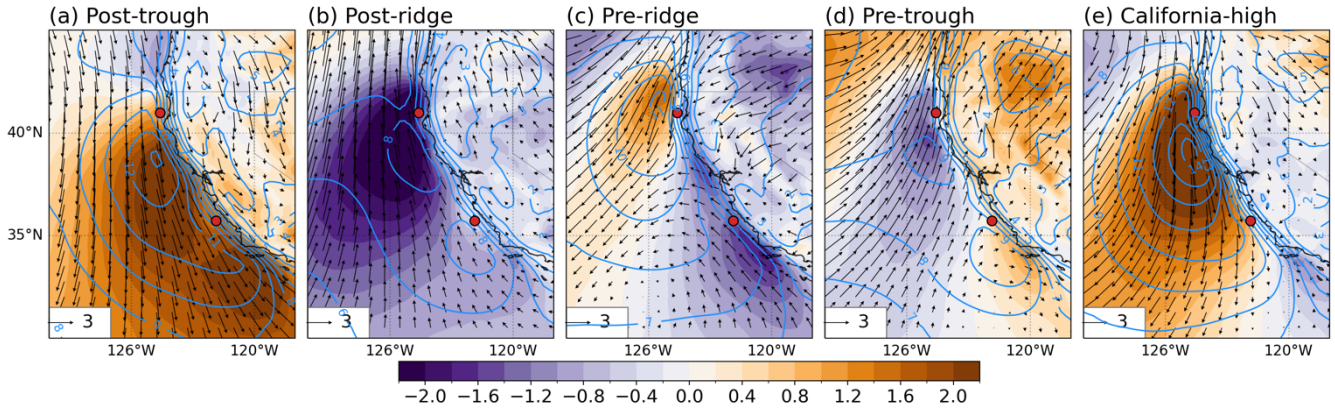 (a) Post-trough
(b) Post-ridge
(c) Pre-ridge
(d) Pre-trough
(e) California-high
40°N
35°N
3
3
3
3
3
126°W
120°W
126°W
120°W
126°W
120°W
126°W
120°W
126°W
120°W
−2.0
−1.6
−1.2
−0.8
−0.4
0.0
0.4
0.8
1.2
1.6
2.0